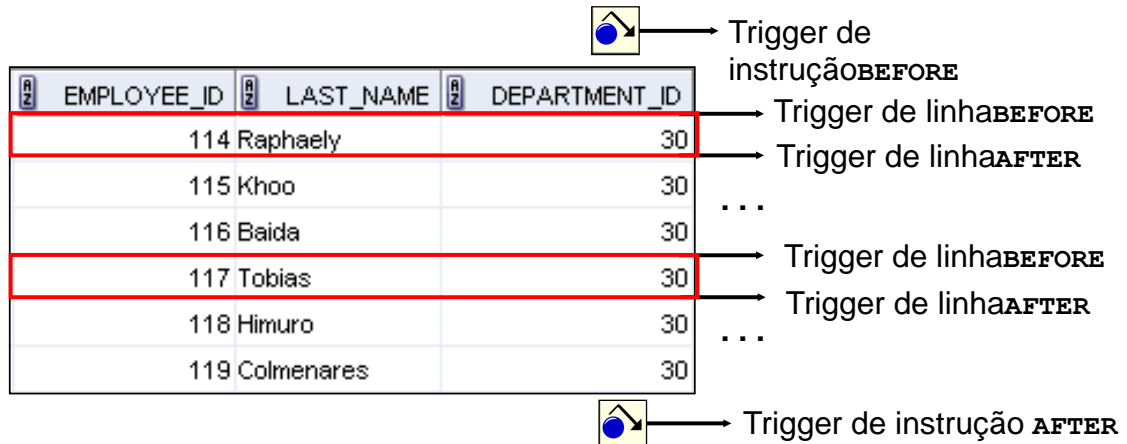 Trigger de
instruçãoBEFORE
EMPLOYEE_ID LAST_NAME DEPARTMENT_ID
Trigger de linhaBEFORE
114 Raphaely 30
Trigger de linhaAFTER
115 Khoo 30
...
116 Baida 30
Trigger de linhaBEFORE
117 Tobias 30
Trigger de linhaAFTER
118 Himuro 30
...
119 Colmenares 30
Trigger de instrução AFTER